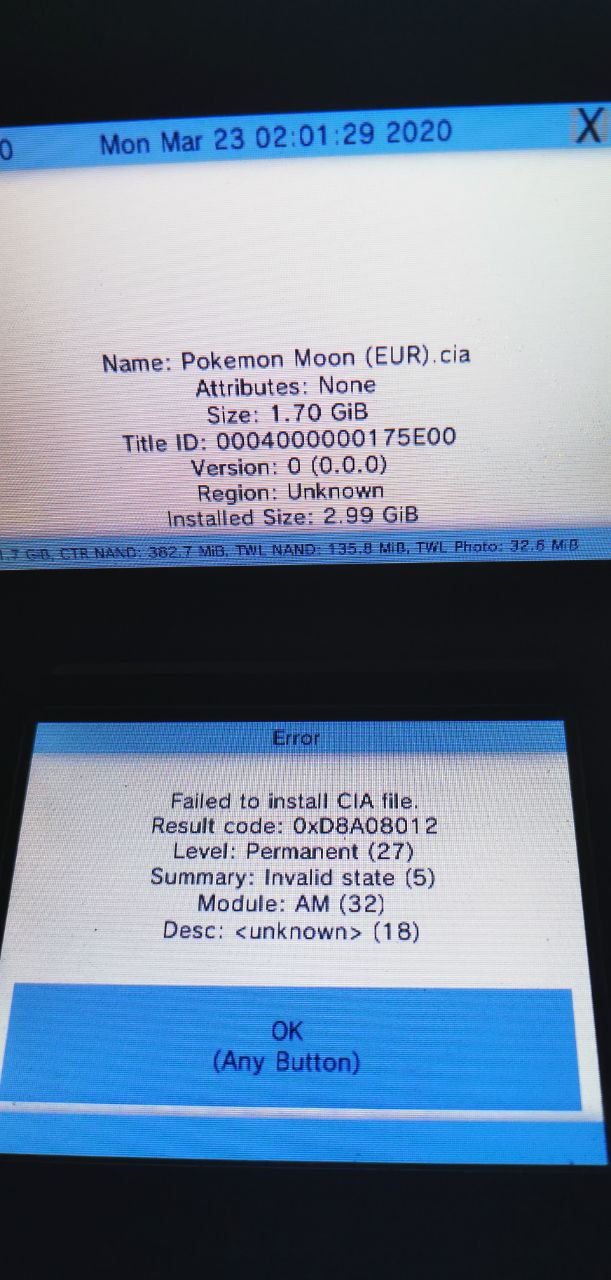 0 Mon Mar 23 02:01:29 2020 X
Name: Pokemon Moon (EUR).cia
Attributes: None
Size: 1.70 GiB
Title ID: 0004000000175E00
Version: 0 (0.0.0)
Region: Unknown
Installed Size: 2.99 GiB
GiB, CTR NAND: 382.7 MiB, TWL NAND: 135.8 MiB, TWL Photo: 32.6 MiB
Error
Failed to install CIA file.
Result code: 0xD8A08012
Level: Permanent (27)
Summary: Invalid state (5)
Module: AM (32)
Desc: <unknown> (18)
OK
(Any Button)